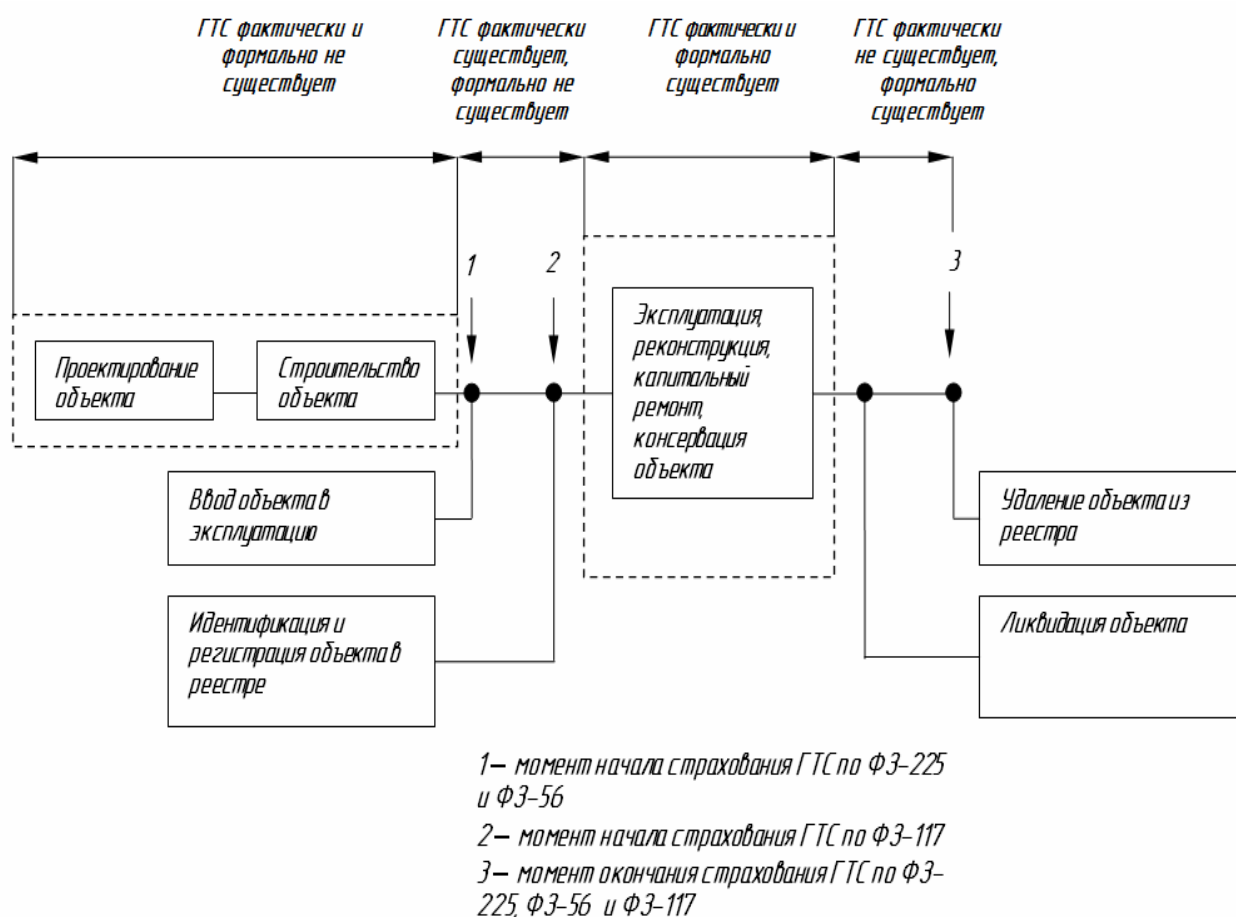 ГТС фактически и
формально не
существует
ГТС фактически
существует,
формально не
существует
ГТС фактически и
формально
существует
ГТС фактически
не существует,
формально
существует
1
2
3
Проектирование
объекта
Строительство
объекта
Эксплуатация,
реконструкция,
капитальный
ремонт,
консервация
объекта
Ввод объекта в
эксплуатацию
Удаление объекта из
реестра
Идентификация и
регистрация объекта в
реестре
Ликвидация объекта
1– момент начала страхования ГТС по ФЗ-225
и ФЗ-56
2– момент начала страхования ГТС по ФЗ-117
3– момент окончания страхования ГТС по ФЗ-
225, ФЗ-56 и ФЗ-117